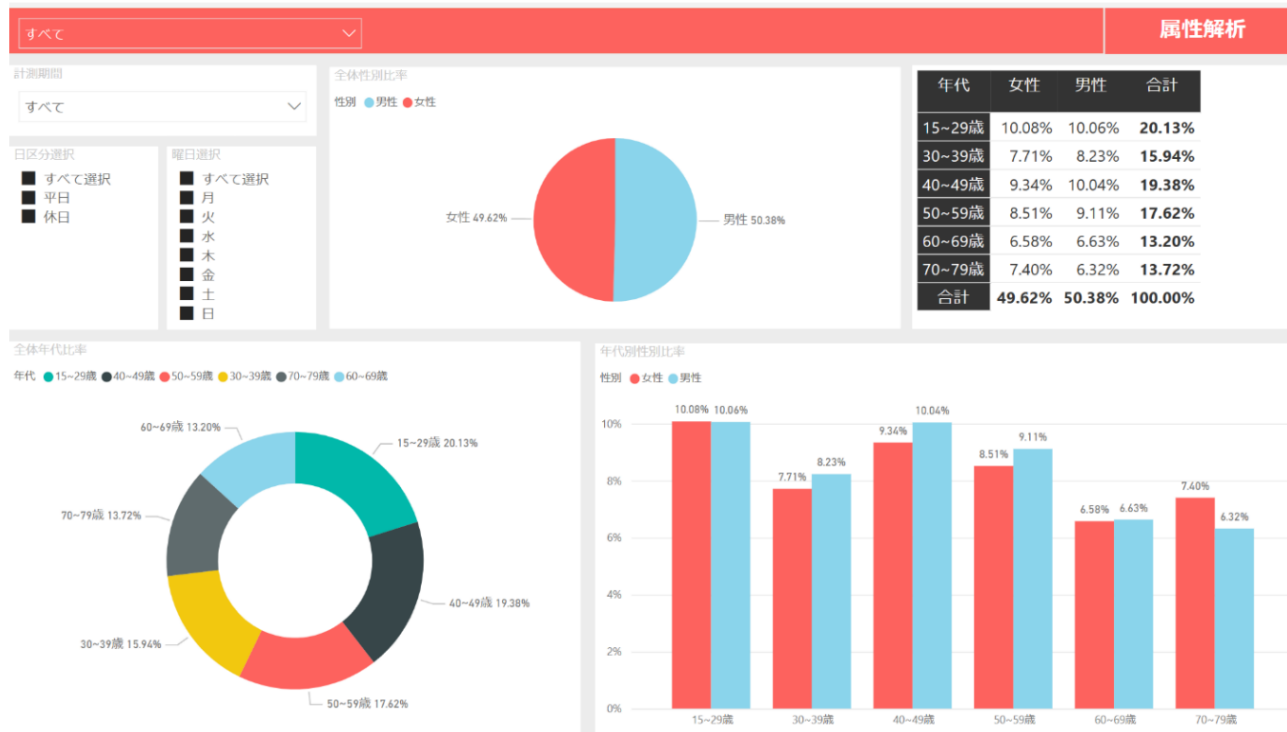 すべて
属性解析
計測期間
すべて
日区分選択
すべて選択
平日
休日
曜日選択
すべて選択
月
火
水
木
金
土
日
全体性別比率
性別 男性 女性
女性 49.62%
男性 50.38%
年代 女性 男性 合計
15~29歳 10.08% 10.06% 20.13%
30~39歳 7.71% 8.23% 15.94%
40~49歳 9.34% 10.04% 19.38%
50~59歳 8.51% 9.11% 17.62%
60~69歳 6.58% 6.63% 13.20%
70~79歳 7.40% 6.32% 13.72%
合計 49.62% 50.38% 100.00%
全体年代比率
年代 15~29歳 40~49歳 50~59歳 30~39歳 70~79歳 60~69歳
60~69歳 13.20%
15~29歳 20.13%
70~79歳 13.72%
40~49歳 19.38%
30~39歳 15.94%
50~59歳 17.62%
年代別性別比率
性別 女性 男性
10%
8%
6%
4%
2%
0%
10.08% 10.06%
7.71% 8.23%
9.34% 10.04%
8.51% 9.11%
6.58% 6.63%
7.40% 6.32%
15~29歳 30~39歳 40~49歳 50~59歳 60~69歳 70~79歳